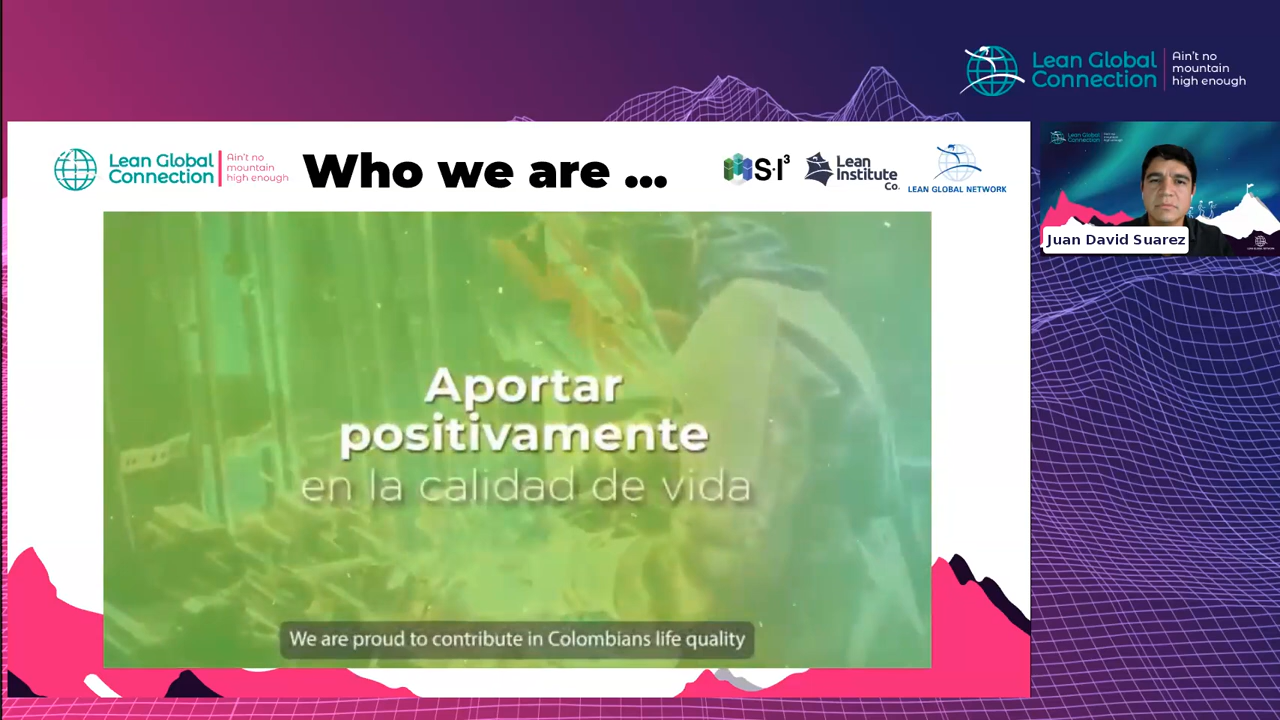 Lean Global
Connection
Ain't no
mountain
high enough
Lean Global
Connection
Ain't no
mountain
high enough
Who we are ...
S·I³
Lean
Institute
Co.
LEAN GLOBAL NETWORK
Aportar
positivamente
en la calidad de vida
We are proud to contribute in Colombians life quality
Juan David Suarez